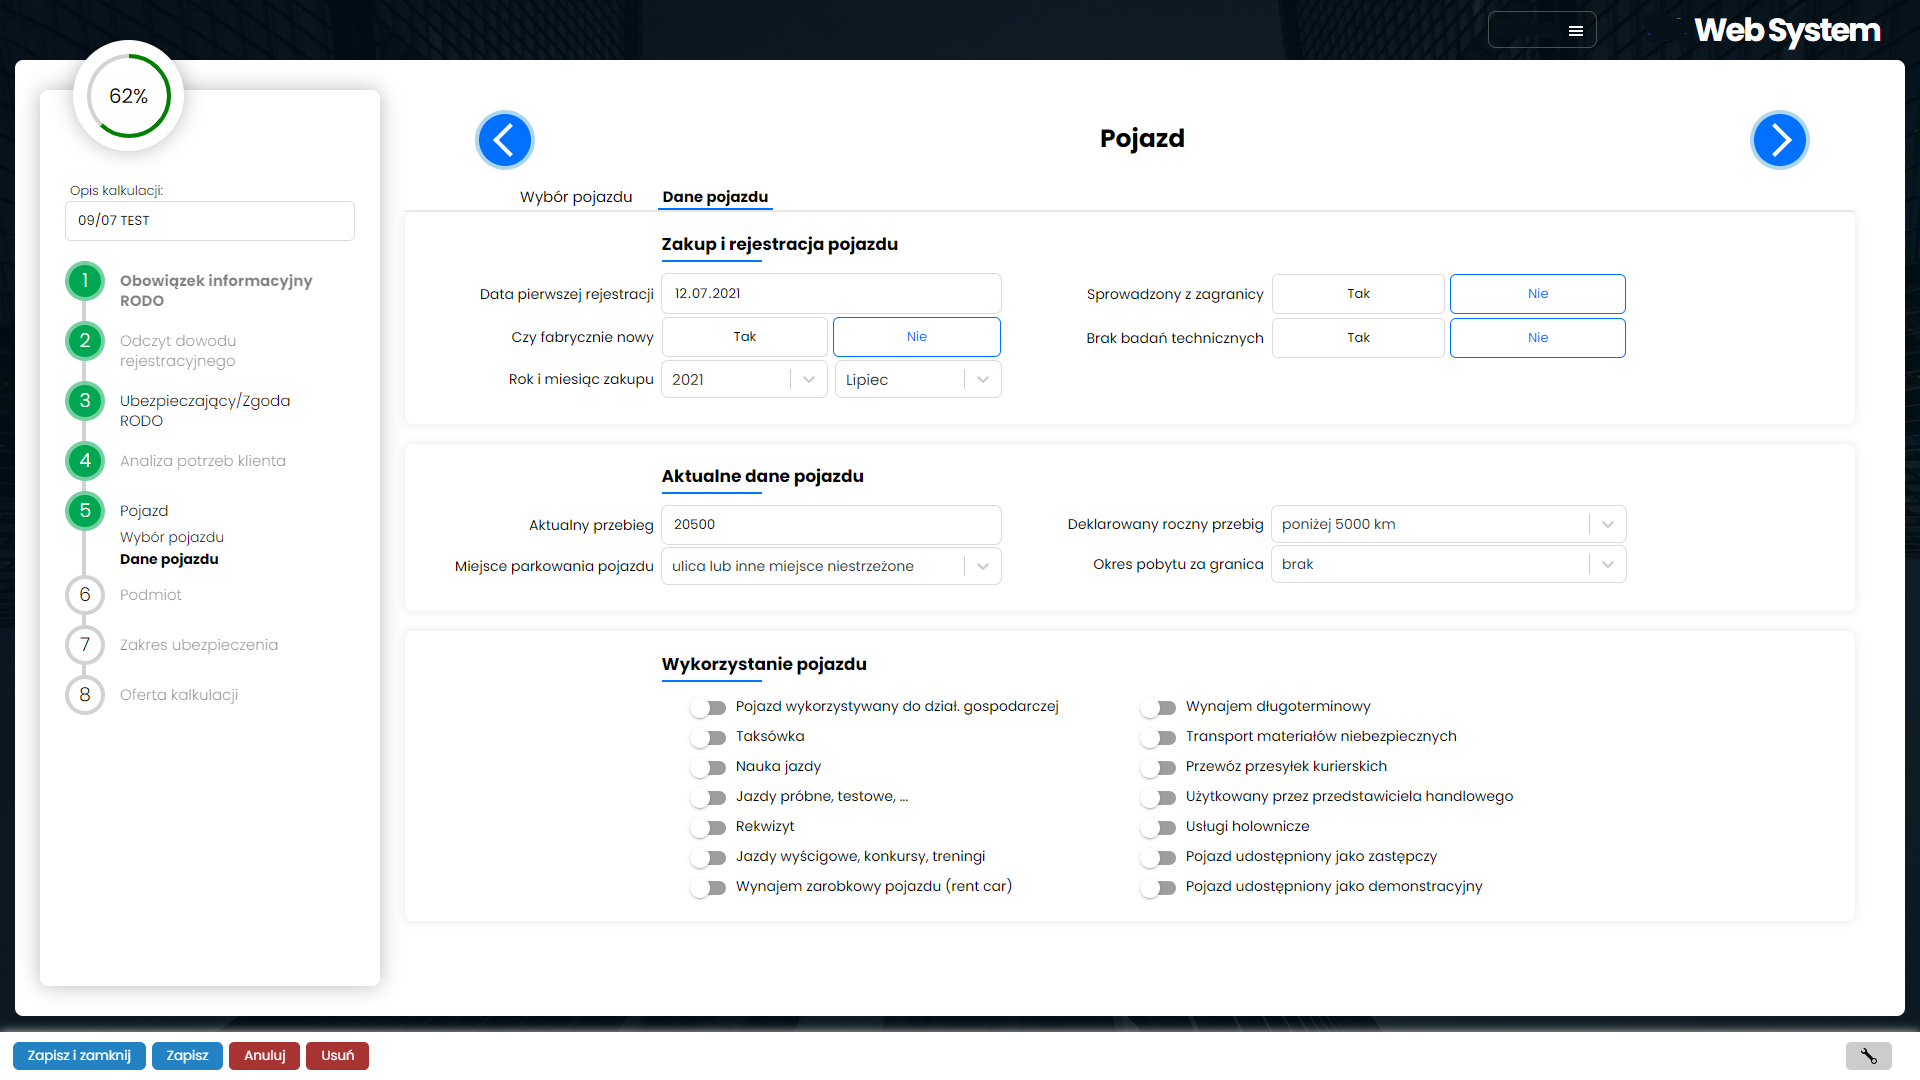 Web System
62%
Opis kalkulacji:
09/07 TEST
1
Obowiązek informacyjny
RODO
2
Odczyt dowodu
rejestracyjnego
3
Ubezpieczający/Zgoda
RODO
4
Analiza potrzeb klienta
5
Pojazd
Wybór pojazdu
Dane pojazdu
6
Podmiot
7
Zakres ubezpieczenia
8
Oferta kalkulacji
Pojazd
Wybór pojazdu Dane pojazdu
Zakup i rejestracja pojazdu
Data pierwszej rejestracji 12.07.2021 Sprowadzony z zagranicy Tak Nie
Czy fabrycznie nowy Tak Nie Brak badań technicznych Tak Nie
Rok i miesiąc zakupu 2021 Lipiec
Aktualne dane pojazdu
Aktualny przebieg 20500 Deklarowany roczny przebig poniżej 5000 km
Miejsce parkowania pojazdu ulica lub inne miejsce niestrzeżone Okres pobytu za granica brak
Wykorzystanie pojazdu
Pojazd wykorzystywany do dział. gospodarczej Wynajem długoterminowy
Taksówka Transport materiałów niebezpiecznych
Nauka jazdy Przewóz przesyłek kurierskich
Jazdy próbne, testowe, ... Użytkowany przez przedstawiciela handlowego
Rekwizyt Usługi holownicze
Jazdy wyścigowe, konkursy, treningi Pojazd udostępniony jako zastępczy
Wynajem zarobkowy pojazdu (rent car) Pojazd udostępniony jako demonstracyjny
Zapisz i zamknij Zapisz Anuluj Usuń